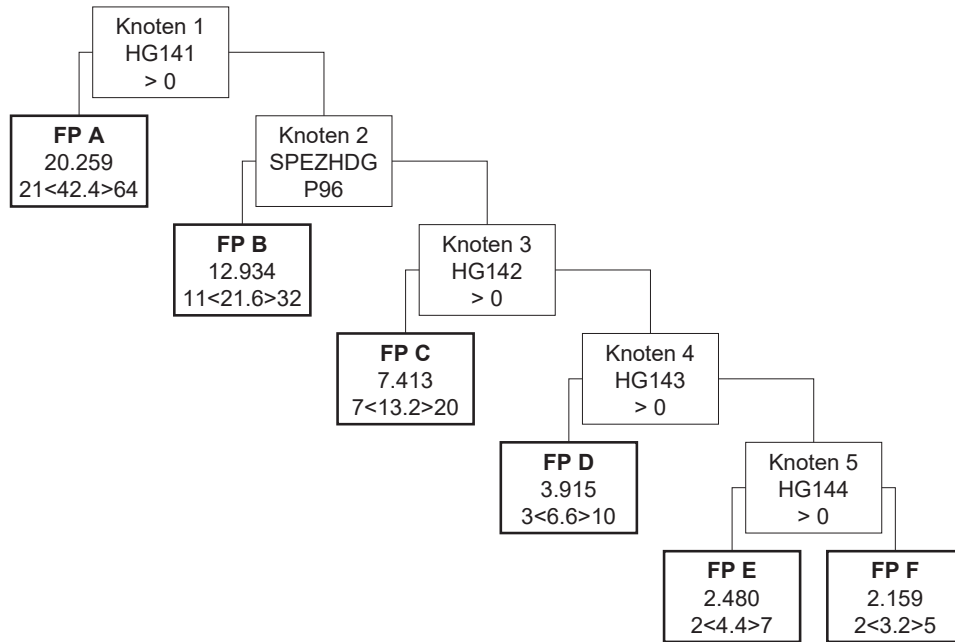 Knoten 1
HG141
> 0
FP A
20.259
21<42.4>64
Knoten 2
SPEZHDG
P96
FP B
12.934
11<21.6>32
Knoten 3
HG142
> 0
FP C
7.413
7<13.2>20
Knoten 4
HG143
> 0
FP D
3.915
3<6.6>10
Knoten 5
HG144
> 0
FP E
2.480
2<4.4>7
FP F
2.159
2<3.2>5